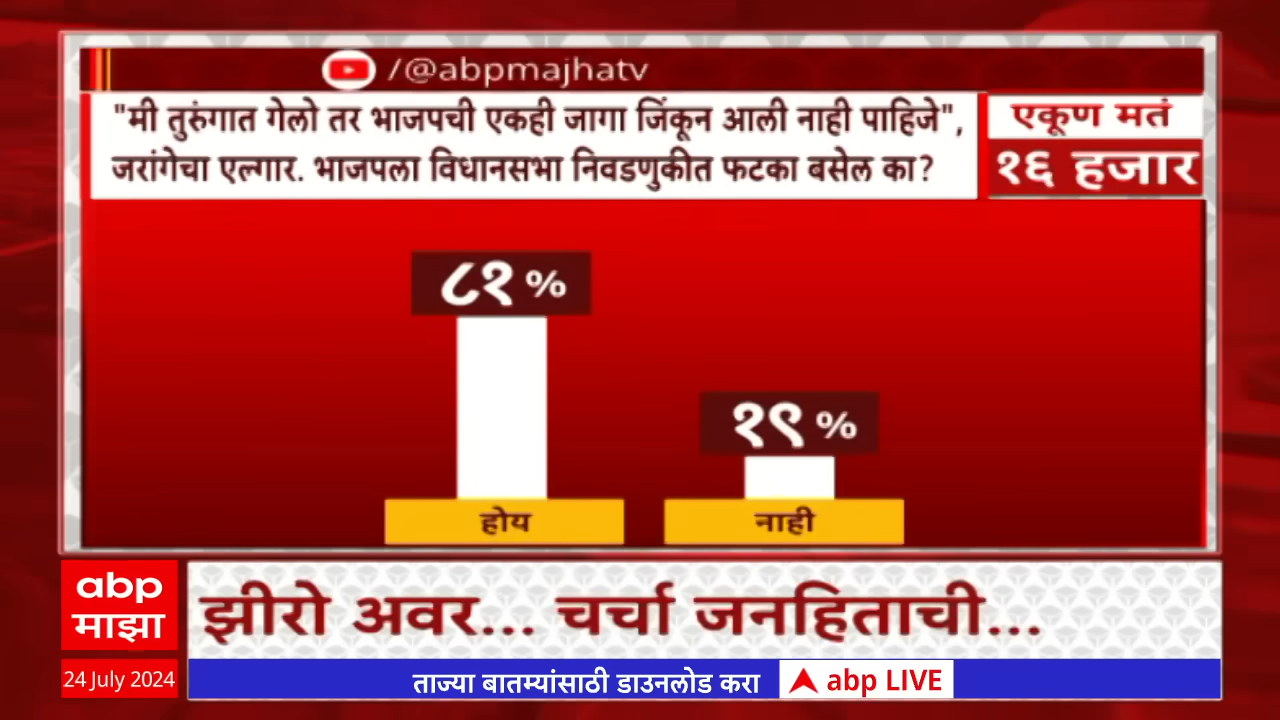 /@abpmajhatv
"मी तुरुंगात गेलो तर भाजपची एकही जागा जिंकून आली नाही पाहिजे",
जरांगेचा एल्गार. भाजपला विधानसभा निवडणुकीत फटका बसेल का?
एकूण मतं
१६ हजार
८१ %
१९ %
होय
नाही
abp
माझा
झीरो अवर... चर्चा जनहिताची...
24 July 2024
ताज्या बातम्यांसाठी डाउनलोड करा
abp LIVE